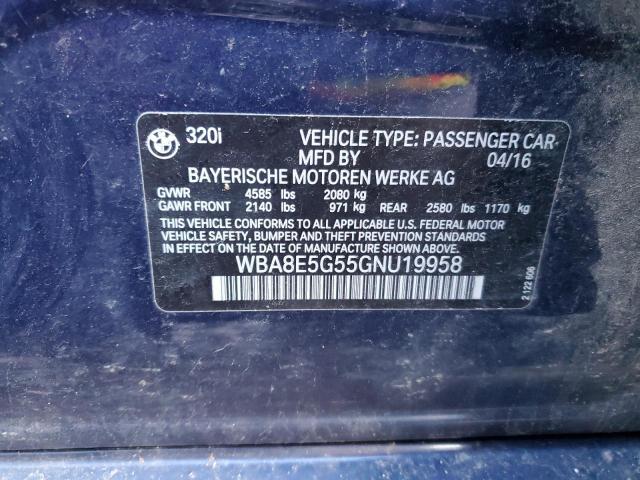 320i VEHICLE TYPE: PASSENGER CAR
MFD BY 04/16
BAYERISCHE MOTOREN WERKE AG
GVWR 4585 lbs 2080 kg
GAWR FRONT 2140 lbs 971 kg REAR 2580 lbs 1170 kg
THIS VEHICLE CONFORMS TO ALL APPLICABLE U.S. FEDERAL MOTOR
VEHICLE SAFETY, BUMPER AND THEFT PREVENTION STANDARDS
IN EFFECT ON THE DATE OF MANUFACTURE SHOWN ABOVE.
WBA8E5G55GNU19958
2 122 606